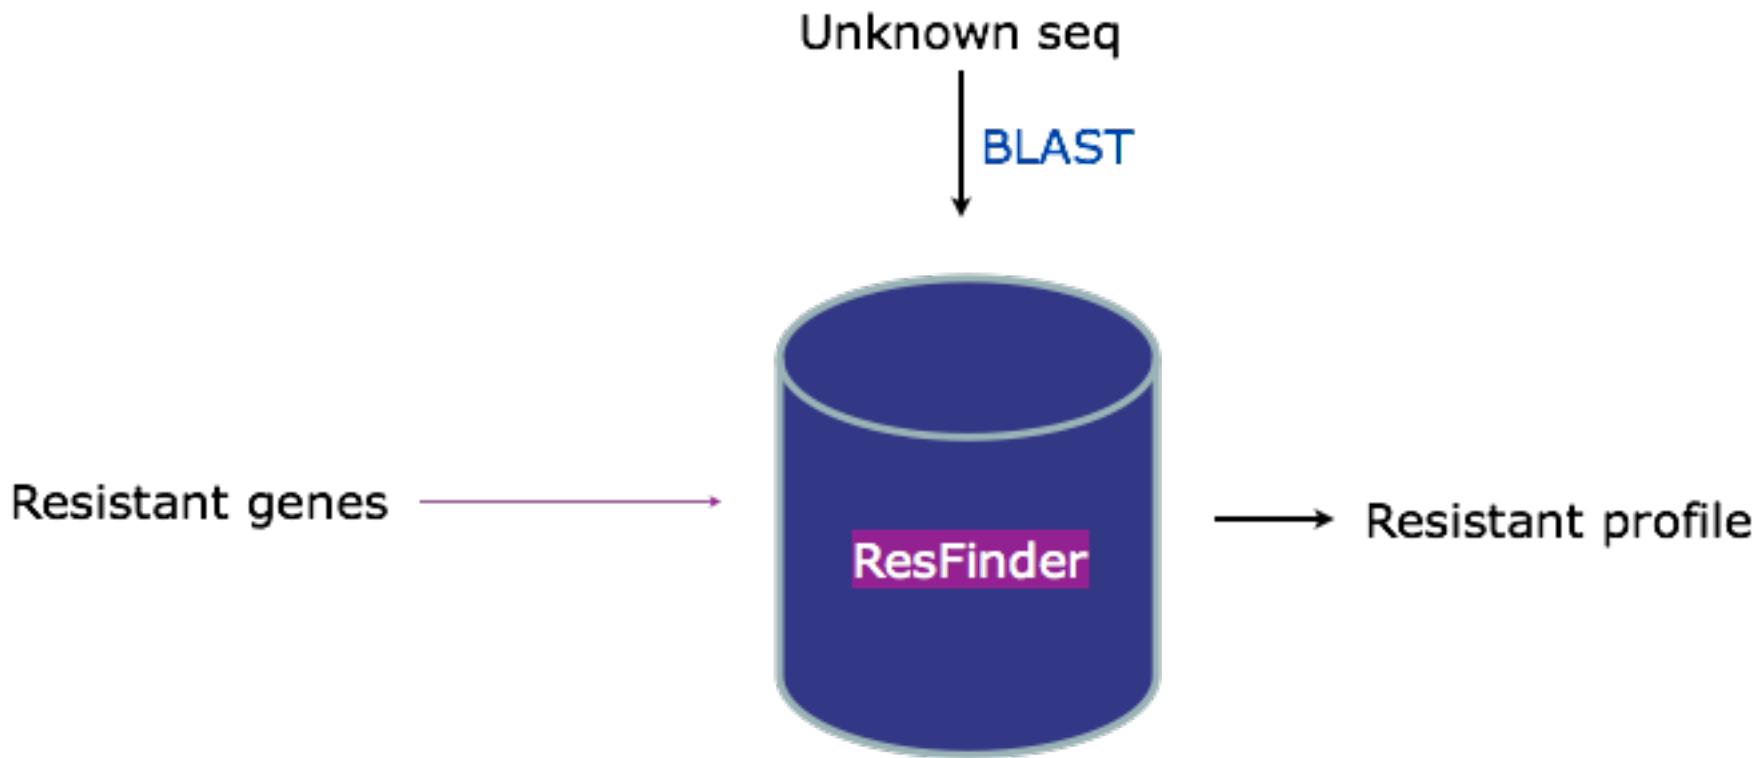 Unknown seq
BLAST
Resistant genes
ResFinder
Resistant profile